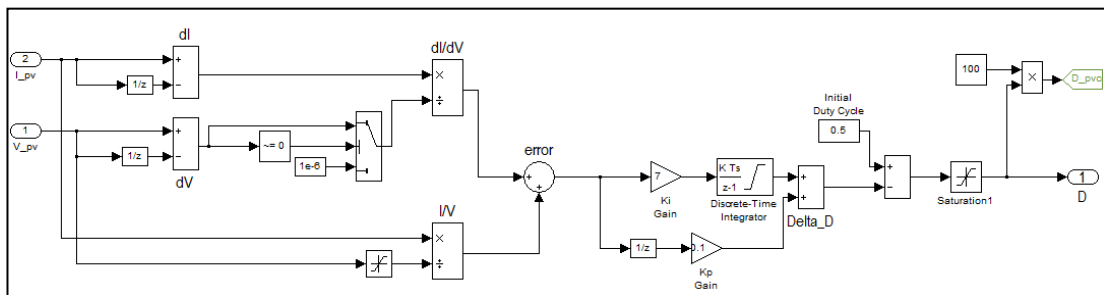 dI
2
I_pv
1/z
+
−
dI/dV
×
÷
1
V_pv
1/z
+
−
dV
~= 0
1e-6
I/V
×
÷
error
+
+
7
Ki
Gain
K Ts
z-1
Discrete-Time
Integrator
1/z
0.1
Kp
Gain
+
+
Delta_D
Initial
Duty Cycle
0.5
+
−
Saturation1
100
×
D_pvo
1
D